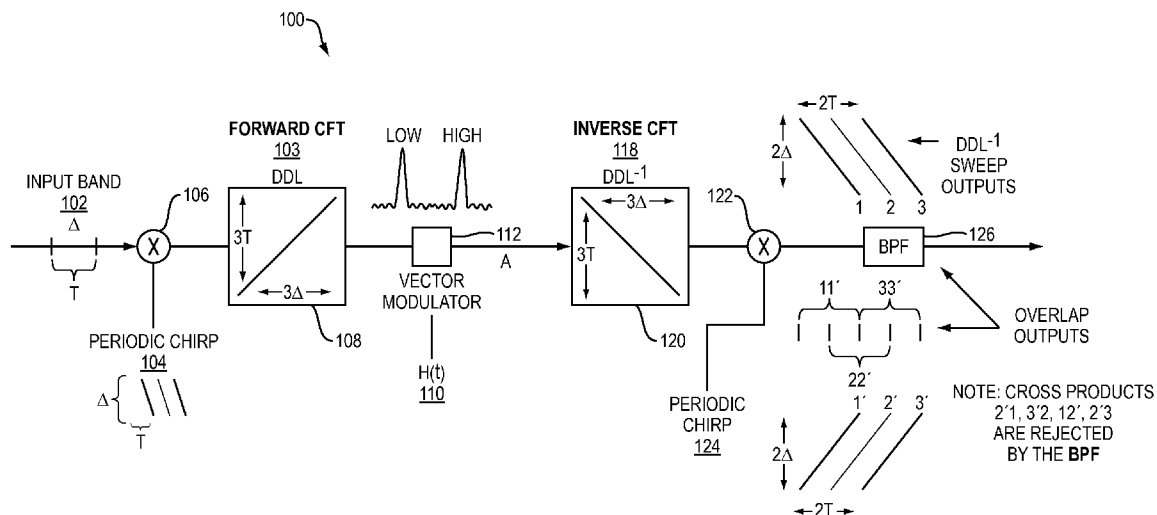 100
INPUT BAND
102
Δ
T
106
X
PERIODIC CHIRP
104
Δ
T
FORWARD CFT
103
DDL
3T
3Δ
108
LOW
HIGH
112
VECTOR
MODULATOR
A
H(t)
110
INVERSE CFT
118
DDL-1
3Δ
3T
120
122
X
PERIODIC
CHIRP
124
2T
2Δ
1 2 3
DDL-1
SWEEP
OUTPUTS
BPF
126
11′ 33′
22′
OVERLAP
OUTPUTS
1′ 2′ 3′
2Δ
2T
NOTE: CROSS PRODUCTS
2′1, 3′2, 12′, 2′3
ARE REJECTED
BY THE BPF